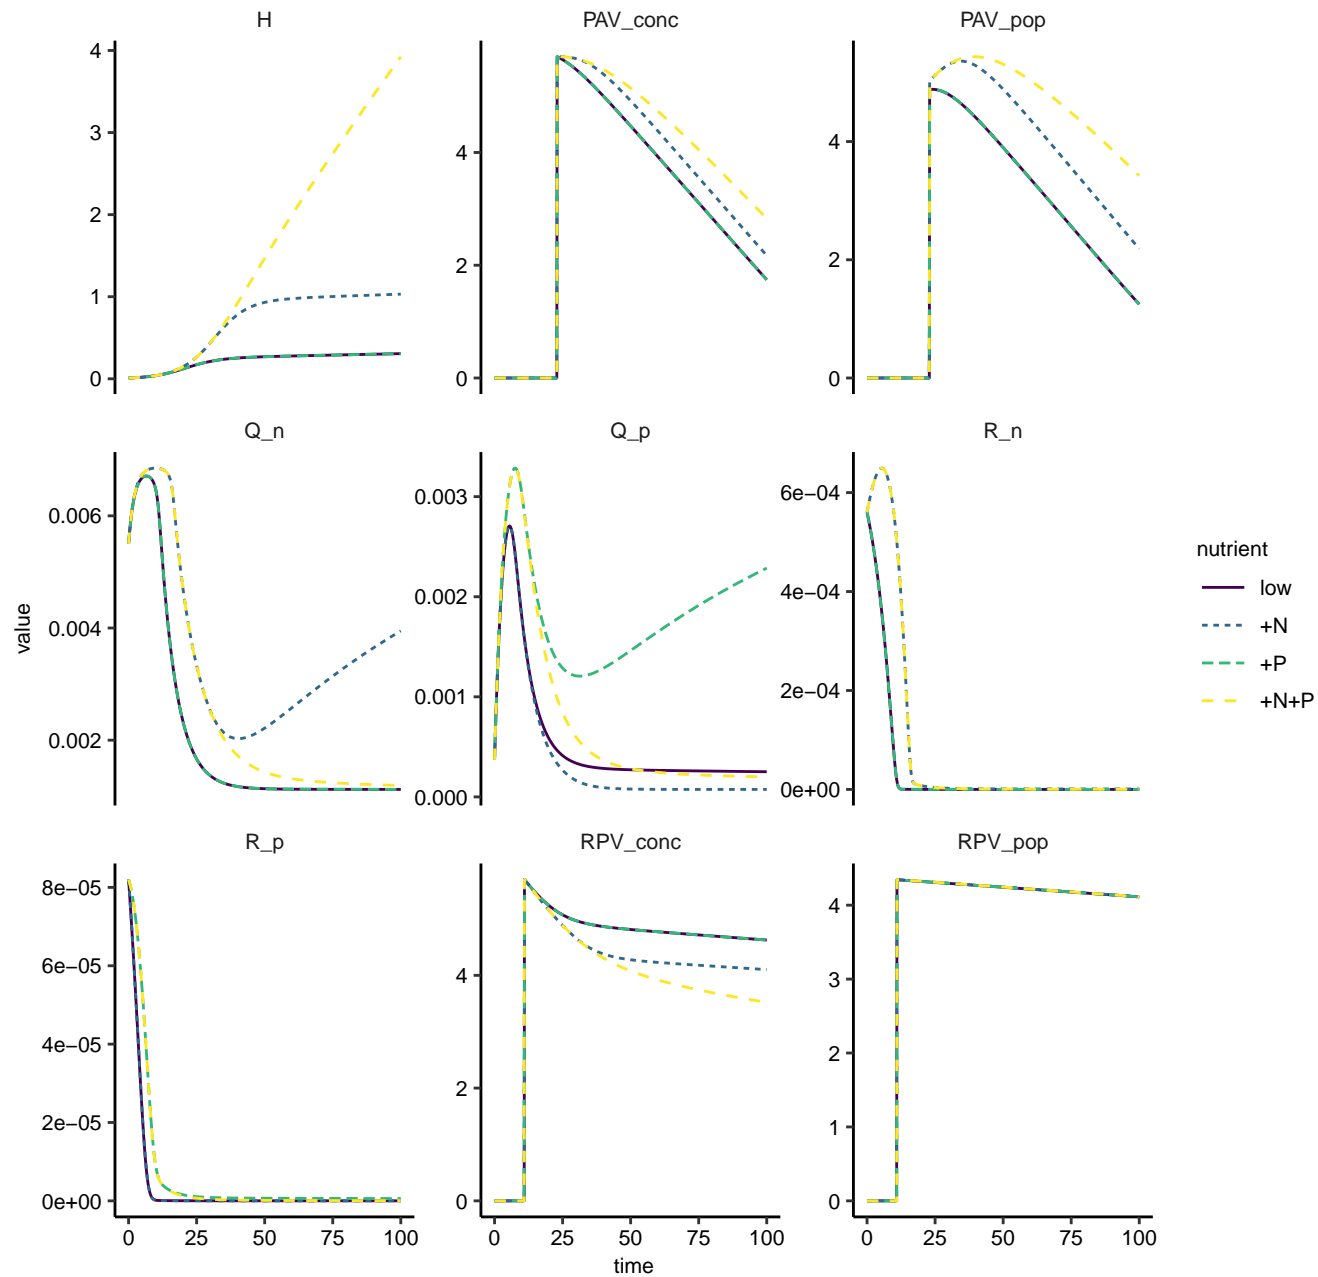 H
PAV_conc
PAV_pop
4
3
2
1
0
4
2
0
4
2
0
Q_n
Q_p
R_n
0.006
0.004
0.002
0.003
0.002
0.001
0.000
6e−04
4e−04
2e−04
0e+00
R_p
RPV_conc
RPV_pop
8e−05
6e−05
4e−05
2e−05
0e+00
4
2
0
4
3
2
1
0
0 25 50 75 100
0 25 50 75 100
0 25 50 75 100
time
value
nutrient
low
+N
+P
+N+P